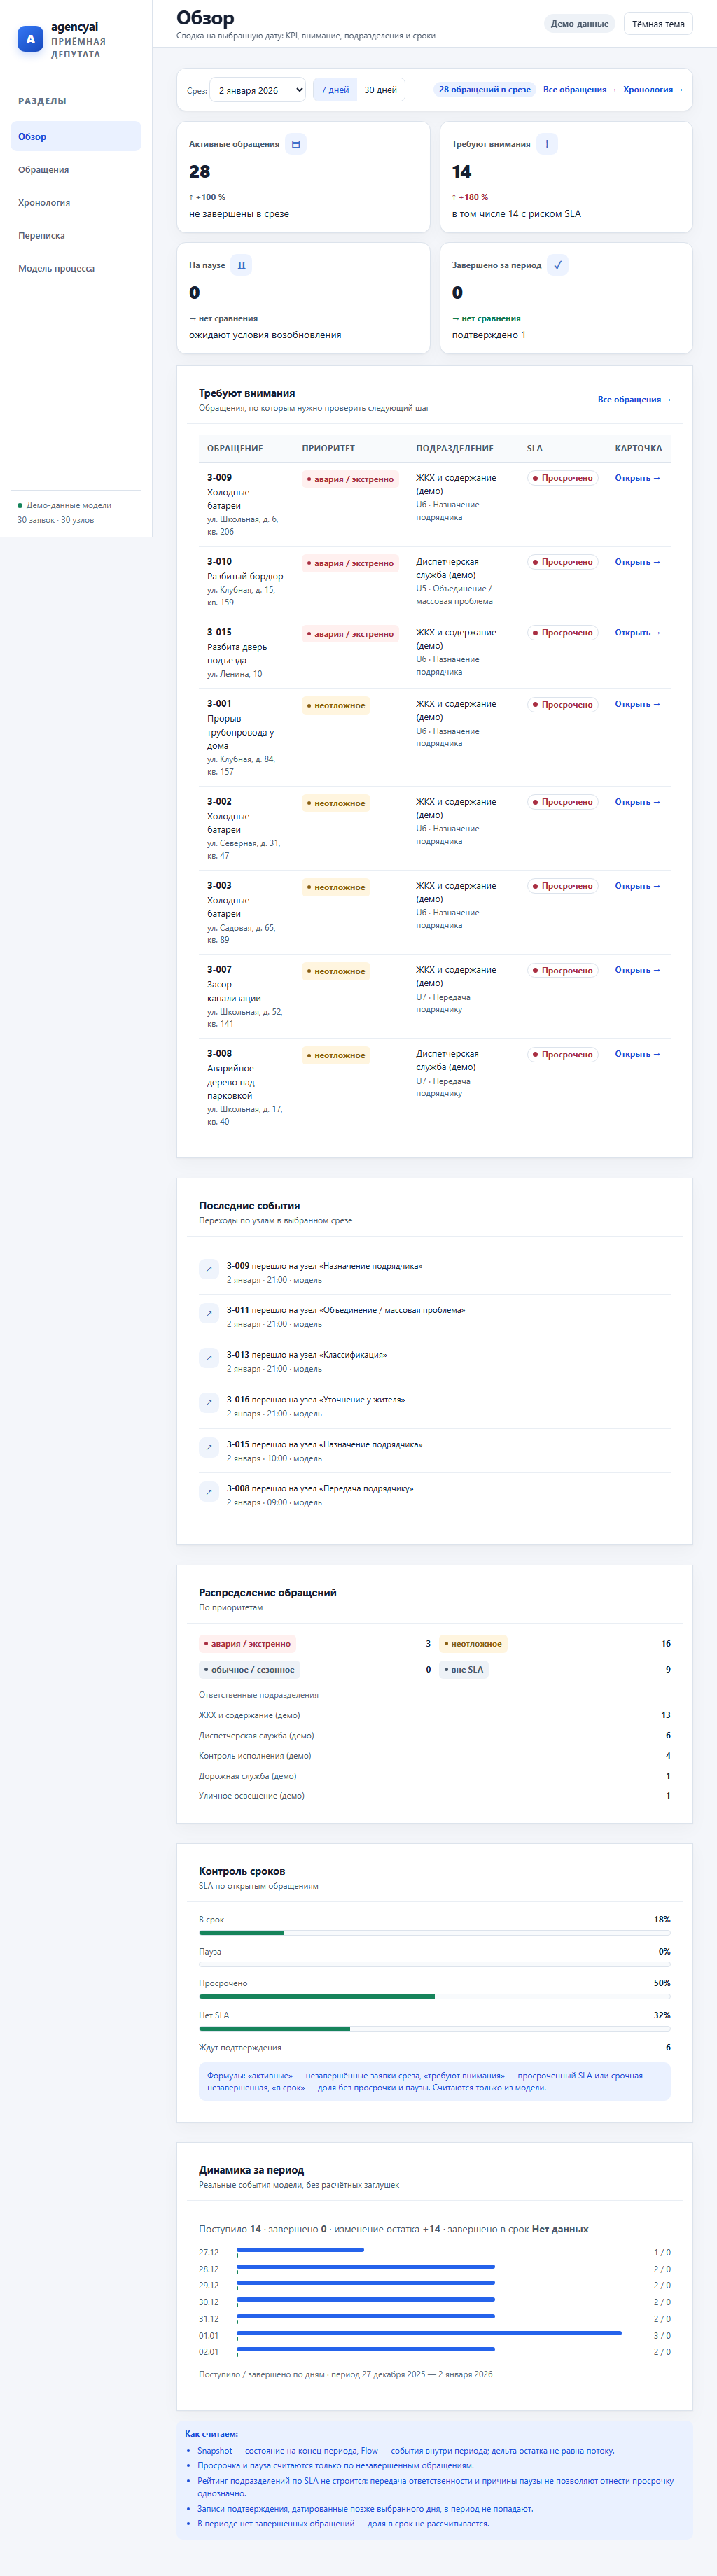 A
agencyai
ПРИЁМНАЯ
ДЕПУТАТА
РАЗДЕЛЫ
Обзор
Обращения
Хронология
Переписка
Модель процесса
Демо-данные модели
30 заявок · 30 узлов
Обзор
Сводка на выбранную дату: KPI, внимание, подразделения и сроки
Демо-данные
Тёмная тема
Срез: 2 января 2026 7 дней 30 дней 28 обращений в срезе Все обращения → Хронология →
Активные обращения
28
↑ +100 %
не завершены в срезе
Требуют внимания !
14
↑ +180 %
в том числе 14 с риском SLA
На паузе
0
→ нет сравнения
ожидают условия возобновления
Завершено за период ✓
0
→ нет сравнения
подтверждено 1
Требуют внимания
Обращения, по которым нужно проверить следующий шаг
Все обращения →
ОБРАЩЕНИЕ ПРИОРИТЕТ ПОДРАЗДЕЛЕНИЕ SLA КАРТОЧКА
З-009
Холодные
батареи
ул. Школьная, д. 6,
кв. 206
авария / экстренно
ЖКХ и содержание
(демо)
U6 · Назначение
подрядчика
Просрочено
Открыть →
З-010
Разбитый бордюр
ул. Клубная, д. 15,
кв. 159
авария / экстренно
Диспетчерская
служба (демо)
U5 · Объединение /
массовая проблема
Просрочено
Открыть →
З-015
Разбита дверь
подъезда
ул. Ленина, 10
авария / экстренно
ЖКХ и содержание
(демо)
U6 · Назначение
подрядчика
Просрочено
Открыть →
З-001
Прорыв
трубопровода у
дома
ул. Клубная, д. 84,
кв. 157
неотложное
ЖКХ и содержание
(демо)
U6 · Назначение
подрядчика
Просрочено
Открыть →
З-002
Холодные
батареи
ул. Северная, д. 31,
кв. 47
неотложное
ЖКХ и содержание
(демо)
U6 · Назначение
подрядчика
Просрочено
Открыть →
З-003
Холодные
батареи
ул. Садовая, д. 65,
кв. 89
неотложное
ЖКХ и содержание
(демо)
U6 · Назначение
подрядчика
Просрочено
Открыть →
З-007
Засор
канализации
ул. Школьная, д. 52,
кв. 141
неотложное
ЖКХ и содержание
(демо)
U7 · Передача
подрядчику
Просрочено
Открыть →
З-008
Аварийное
дерево над
парковкой
ул. Школьная, д. 17,
кв. 40
неотложное
Диспетчерская
служба (демо)
U7 · Передача
подрядчику
Просрочено
Открыть →
Последние события
Переходы по узлам в выбранном срезе
З-009 перешло на узел «Назначение подрядчика»
2 января · 21:00 · модель
З-011 перешло на узел «Объединение / массовая проблема»
2 января · 21:00 · модель
З-013 перешло на узел «Классификация»
2 января · 21:00 · модель
З-016 перешло на узел «Уточнение у жителя»
2 января · 21:00 · модель
З-015 перешло на узел «Назначение подрядчика»
2 января · 10:00 · модель
З-008 перешло на узел «Передача подрядчику»
2 января · 09:00 · модель
Распределение обращений
По приоритетам
авария / экстренно 3 неотложное 16
обычное / сезонное 0 вне SLA 9
Ответственные подразделения
ЖКХ и содержание (демо) 13
Диспетчерская служба (демо) 6
Контроль исполнения (демо) 4
Дорожная служба (демо) 1
Уличное освещение (демо) 1
Контроль сроков
SLA по открытым обращениям
В срок 18%
Пауза 0%
Просрочено 50%
Нет SLA 32%
Ждут подтверждения 6
Формулы: «активные» — незавершённые заявки среза, «требуют внимания» — просроченный SLA или срочная
незавершённая, «в срок» — доля без просрочки и паузы. Считаются только из модели.
Динамика за период
Реальные события модели, без расчётных заглушек
Поступило 14 · завершено 0 · изменение остатка +14 · завершено в срок Нет данных
27.12 1 / 0
28.12 2 / 0
29.12 2 / 0
30.12 2 / 0
31.12 2 / 0
01.01 3 / 0
02.01 2 / 0
Поступило / завершено по дням · период 27 декабря 2025 — 2 января 2026
Как считаем:
• Snapshot — состояние на конец периода, Flow — события внутри периода; дельта остатка не равна потоку.
• Просрочка и пауза считаются только по незавершённым обращениям.
• Рейтинг подразделений по SLA не строится: передача ответственности и причины паузы не позволяют отнести просрочку
однозначно.
• Записи подтверждения, датированные позже выбранного дня, в период не попадают.
• В периоде нет завершённых обращений — доля в срок не рассчитывается.